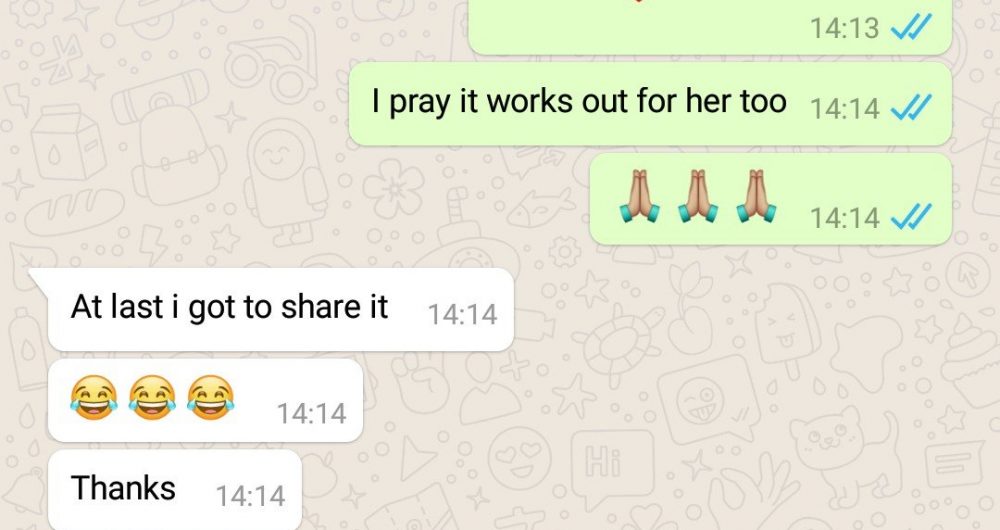 14:13
I pray it works out for her too 14:14
🙏🏽 🙏🏽 🙏🏽 14:14
At last i got to share it 14:14
😂 😂 😂 14:14
Hi
Thanks 14:14